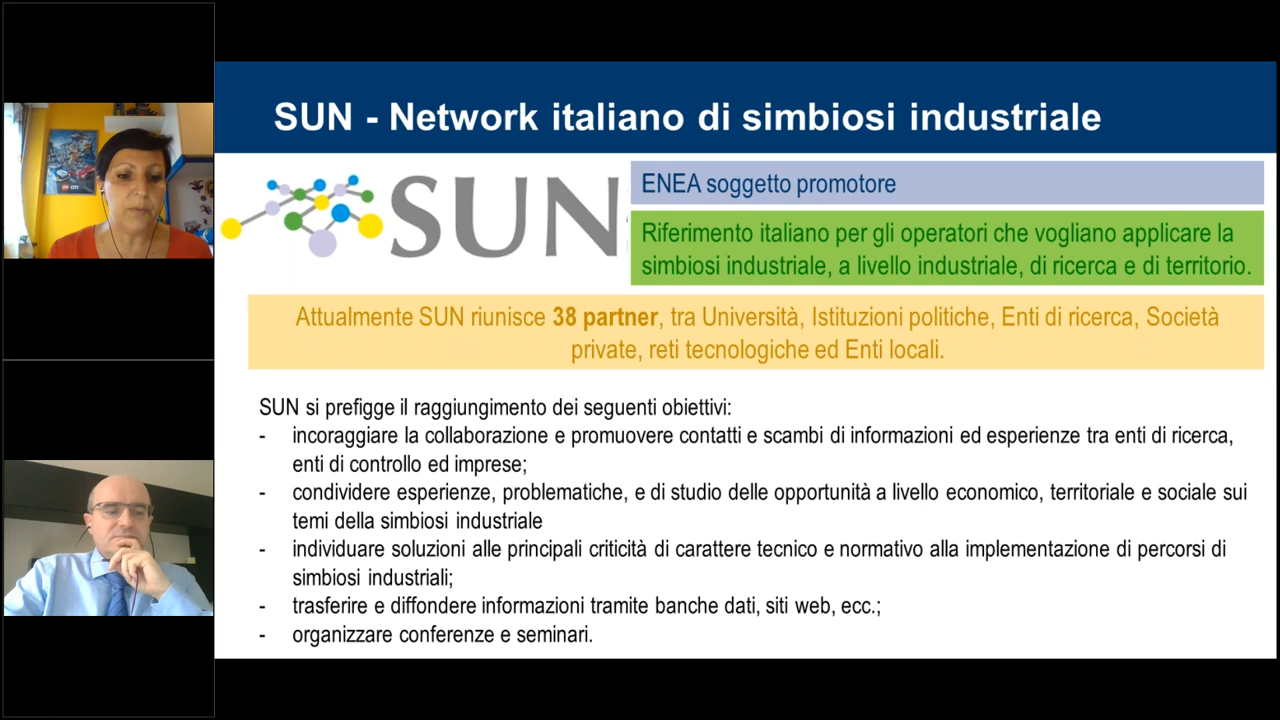 SUN - Network italiano di simbiosi industriale
SUN
ENEA soggetto promotore
Riferimento italiano per gli operatori che vogliano applicare la
simbiosi industriale, a livello industriale, di ricerca e di territorio.
Attualmente SUN riunisce 38 partner, tra Università, Istituzioni politiche, Enti di ricerca, Società
private, reti tecnologiche ed Enti locali.
SUN si prefigge il raggiungimento dei seguenti obiettivi:
- incoraggiare la collaborazione e promuovere contatti e scambi di informazioni ed esperienze tra enti di ricerca,
enti di controllo ed imprese;
- condividere esperienze, problematiche, e di studio delle opportunità a livello economico, territoriale e sociale sui
temi della simbiosi industriale
- individuare soluzioni alle principali criticità di carattere tecnico e normativo alla implementazione di percorsi di
simbiosi industriali;
- trasferire e diffondere informazioni tramite banche dati, siti web, ecc.;
- organizzare conferenze e seminari.